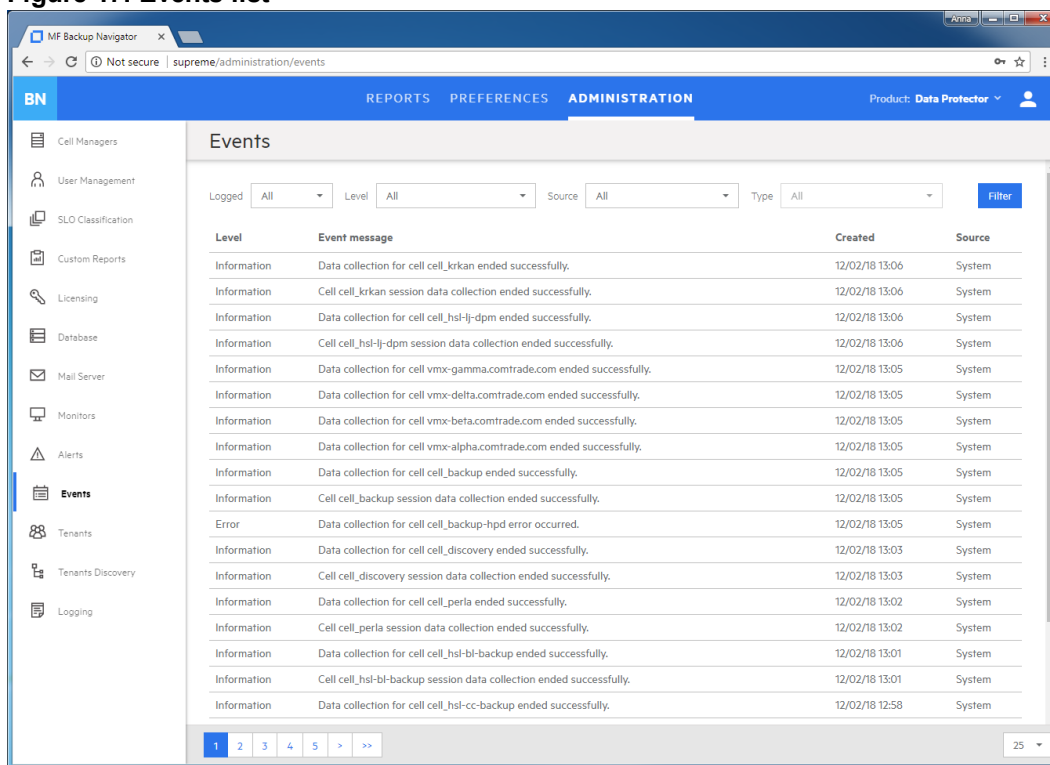 Figure 1.1 Events list
Anna
MF Backup Navigator
Not secure | supreme/administration/events
BN REPORTS PREFERENCES ADMINISTRATION Product: Data Protector
Cell Managers
User Management
SLO Classification
Custom Reports
Licensing
Database
Mail Server
Monitors
Alerts
Events
Tenants
Tenants Discovery
Logging
Events
Logged All Level All Source All Type All Filter
Level Event message Created Source
Information Data collection for cell cell_krkan ended successfully. 12/02/18 13:06 System
Information Cell cell_krkan session data collection ended successfully. 12/02/18 13:06 System
Information Data collection for cell cell_hsl-lj-dpm ended successfully. 12/02/18 13:06 System
Information Cell cell_hsl-lj-dpm session data collection ended successfully. 12/02/18 13:06 System
Information Data collection for cell vmx-gamma.comtrade.com ended successfully. 12/02/18 13:05 System
Information Data collection for cell vmx-delta.comtrade.com ended successfully. 12/02/18 13:05 System
Information Data collection for cell vmx-beta.comtrade.com ended successfully. 12/02/18 13:05 System
Information Data collection for cell vmx-alpha.comtrade.com ended successfully. 12/02/18 13:05 System
Information Data collection for cell cell_backup ended successfully. 12/02/18 13:05 System
Information Cell cell_backup session data collection ended successfully. 12/02/18 13:05 System
Error Data collection for cell cell_backup-hpd error occurred. 12/02/18 13:05 System
Information Data collection for cell cell_discovery ended successfully. 12/02/18 13:03 System
Information Cell cell_discovery session data collection ended successfully. 12/02/18 13:03 System
Information Data collection for cell cell_perla ended successfully. 12/02/18 13:02 System
Information Cell cell_perla session data collection ended successfully. 12/02/18 13:02 System
Information Data collection for cell cell_hsl-bl-backup ended successfully. 12/02/18 13:01 System
Information Cell cell_hsl-bl-backup session data collection ended successfully. 12/02/18 13:01 System
Information Data collection for cell cell_hsl-cc-backup ended successfully. 12/02/18 12:58 System
1 2 3 4 5 > >> 25